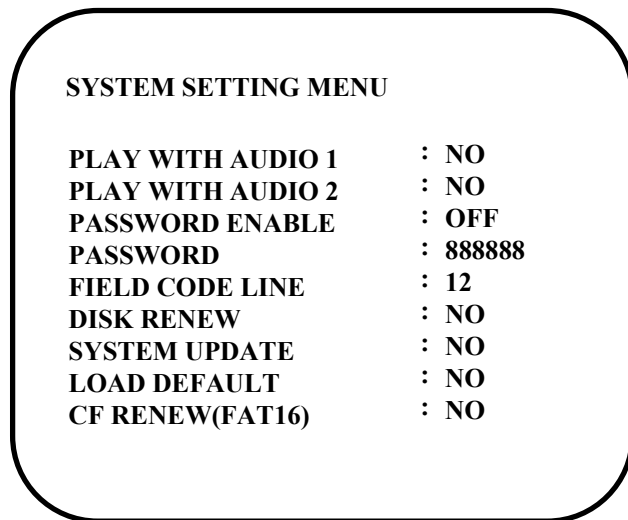 SYSTEM SETTING MENU
PLAY WITH AUDIO 1 : NO
PLAY WITH AUDIO 2 : NO
PASSWORD ENABLE : OFF
PASSWORD : 888888
FIELD CODE LINE : 12
DISK RENEW : NO
SYSTEM UPDATE : NO
LOAD DEFAULT : NO
CF RENEW(FAT16) : NO